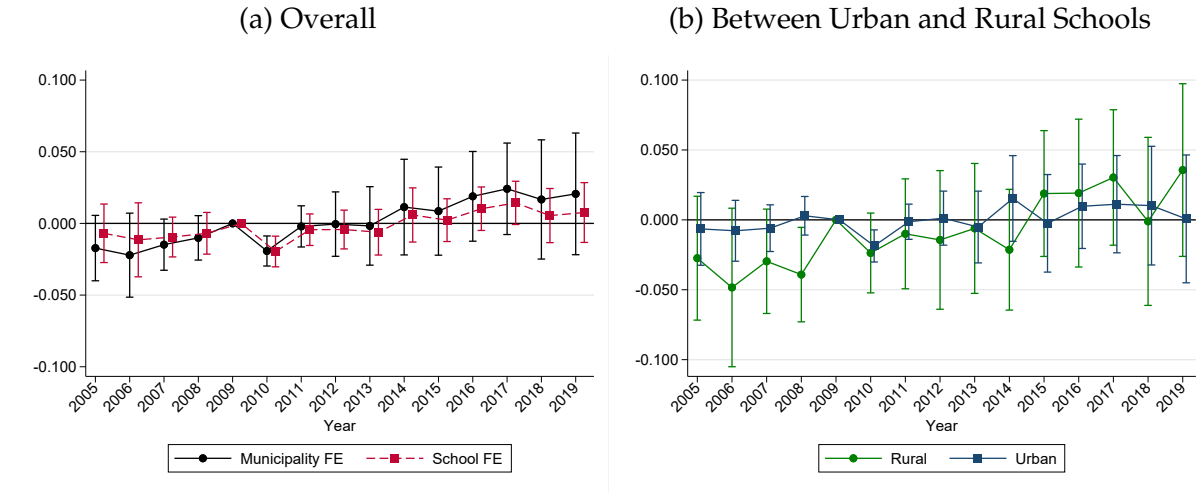 (a) Overall
0.100
0.050
0.000
-0.050
-0.100
2005 2006 2007 2008 2009 2010 2011 2012 2013 2014 2015 2016 2017 2018 2019
Year
Municipality FE School FE
(b) Between Urban and Rural Schools
0.100
0.050
0.000
-0.050
-0.100
2005 2006 2007 2008 2009 2010 2011 2012 2013 2014 2015 2016 2017 2018 2019
Year
Rural Urban